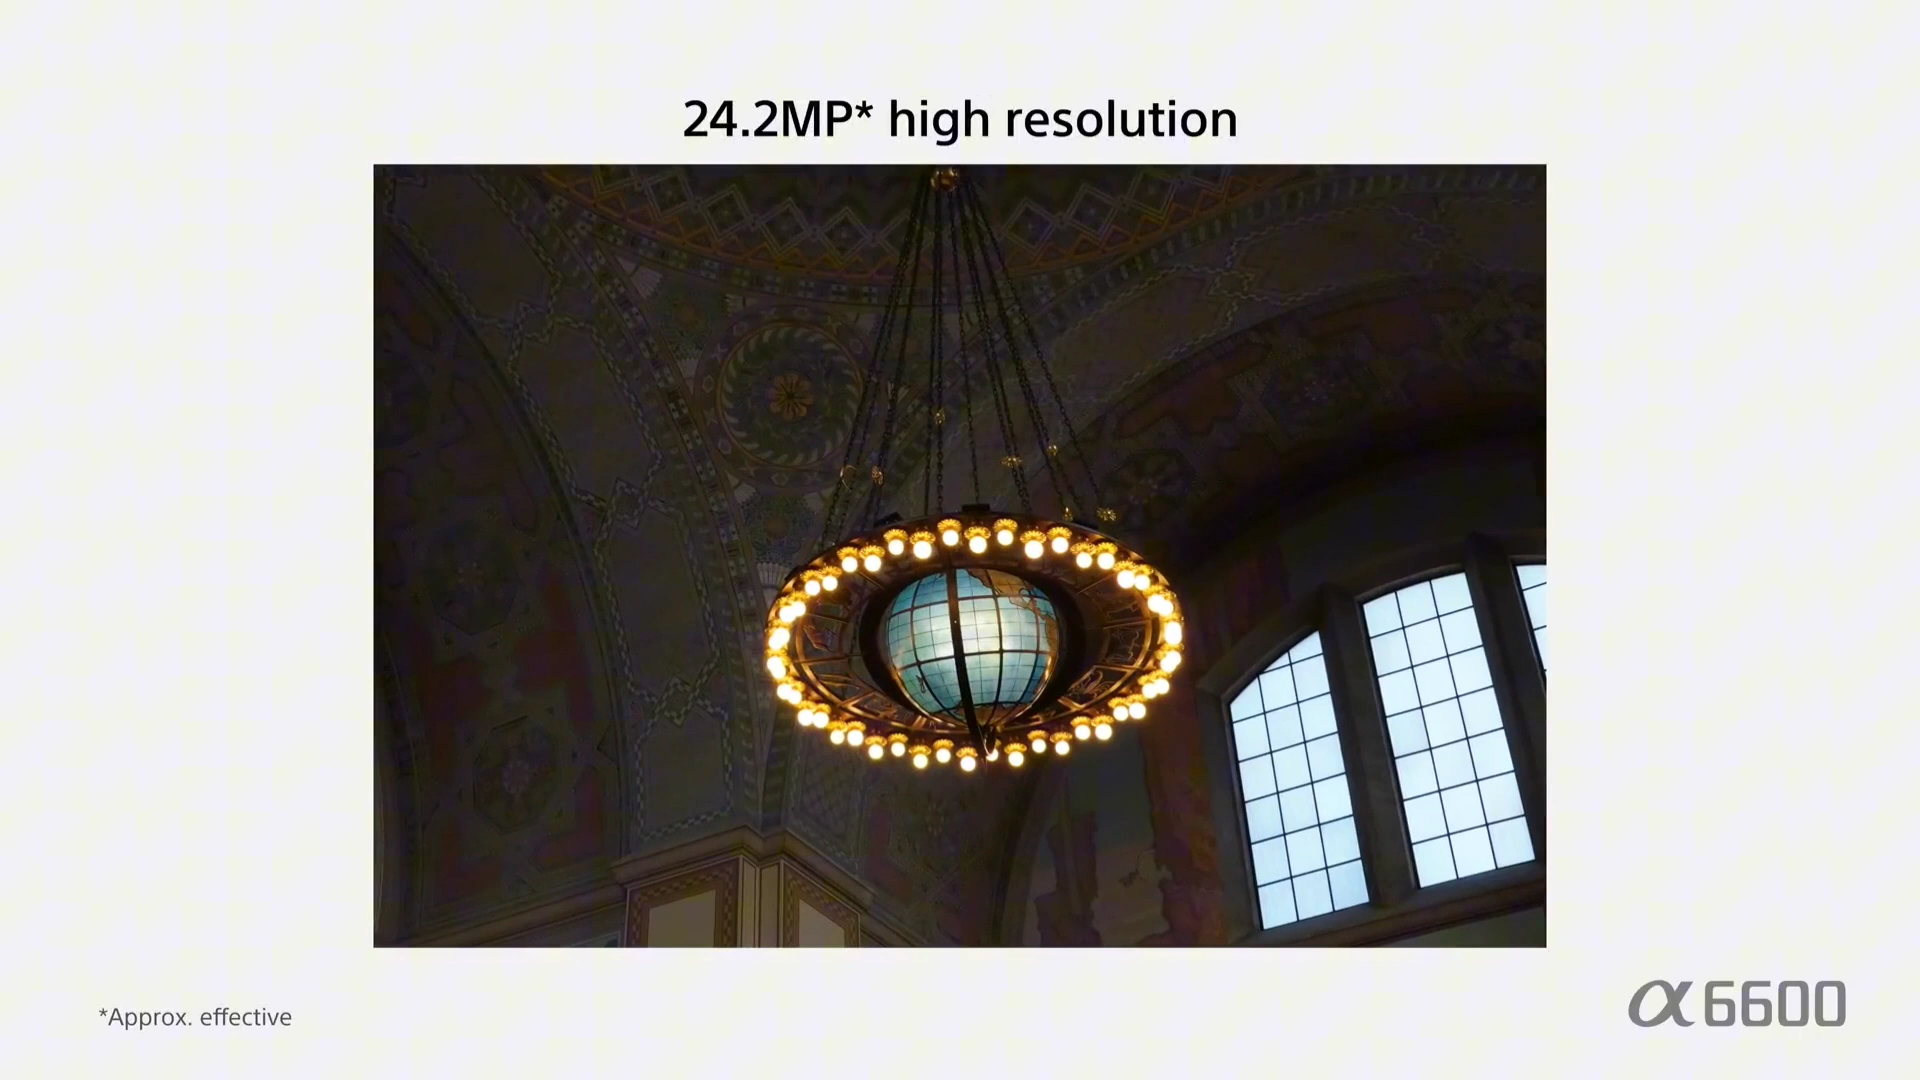 24.2MP* high resolution
*Approx. effective
α6600